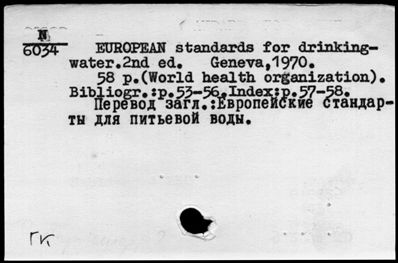 N
6034
EUROPEAN standards for drinking-
water.2nd ed. Geneva,1970.
58 p.(World health organization).
Bibliogr.:p.53-56.Index:p.57-58.
Перевод загл.:Европейские стандар-
ты для питьевой воды.
ГК